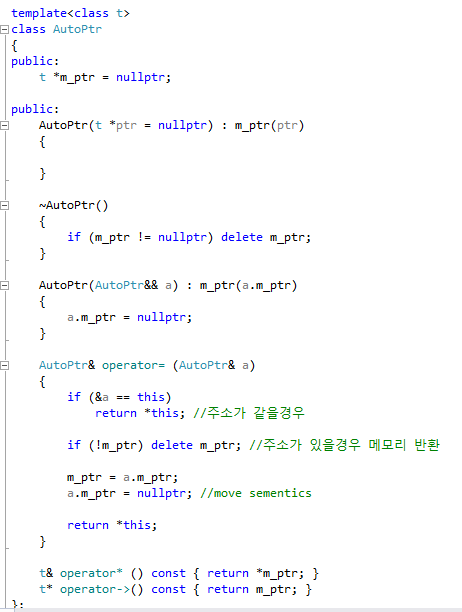 template<class t>
class AutoPtr
{
public:
    t *m_ptr = nullptr;

public:
    AutoPtr(t *ptr = nullptr) : m_ptr(ptr)
    {

    }

    ~AutoPtr()
    {
        if (m_ptr != nullptr) delete m_ptr;
    }

    AutoPtr(AutoPtr&& a) : m_ptr(a.m_ptr)
    {
        a.m_ptr = nullptr;
    }

    AutoPtr& operator= (AutoPtr& a)
    {
        if (&a == this)
            return *this; //주소가 같을경우

        if (!m_ptr) delete m_ptr; //주소가 있을경우 메모리 반환

        m_ptr = a.m_ptr;
        a.m_ptr = nullptr; //move sementics

        return *this;
    }

    t& operator* () const { return *m_ptr; }
    t* operator->() const { return m_ptr; }
};